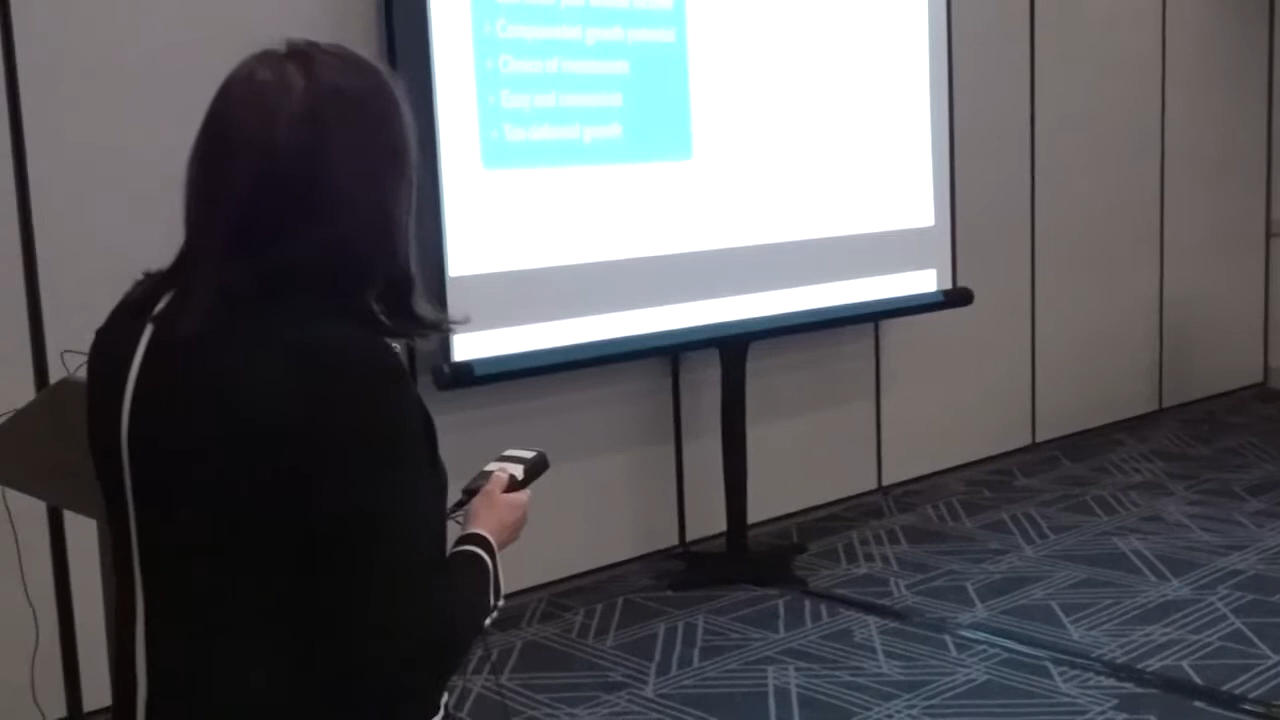 • Compounded growth potential
• Choice of investments
• Easy and convenient
• Tax-deferred growth